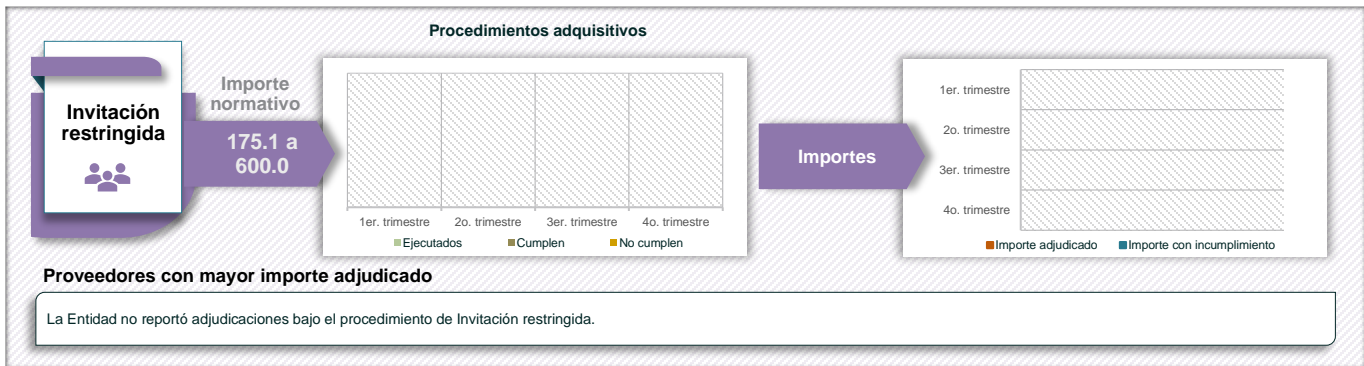 Procedimientos adquisitivos
Invitación
restringida
Importe
normativo
175.1 a
600.0
1er. trimestre
2o. trimestre
3er. trimestre
4o. trimestre
Ejecutados
Cumplen
No cumplen
Importes
1er. trimestre
2o. trimestre
3er. trimestre
4o. trimestre
Importe adjudicado
Importe con incumplimiento
Proveedores con mayor importe adjudicado
La Entidad no reportó adjudicaciones bajo el procedimiento de Invitación restringida.